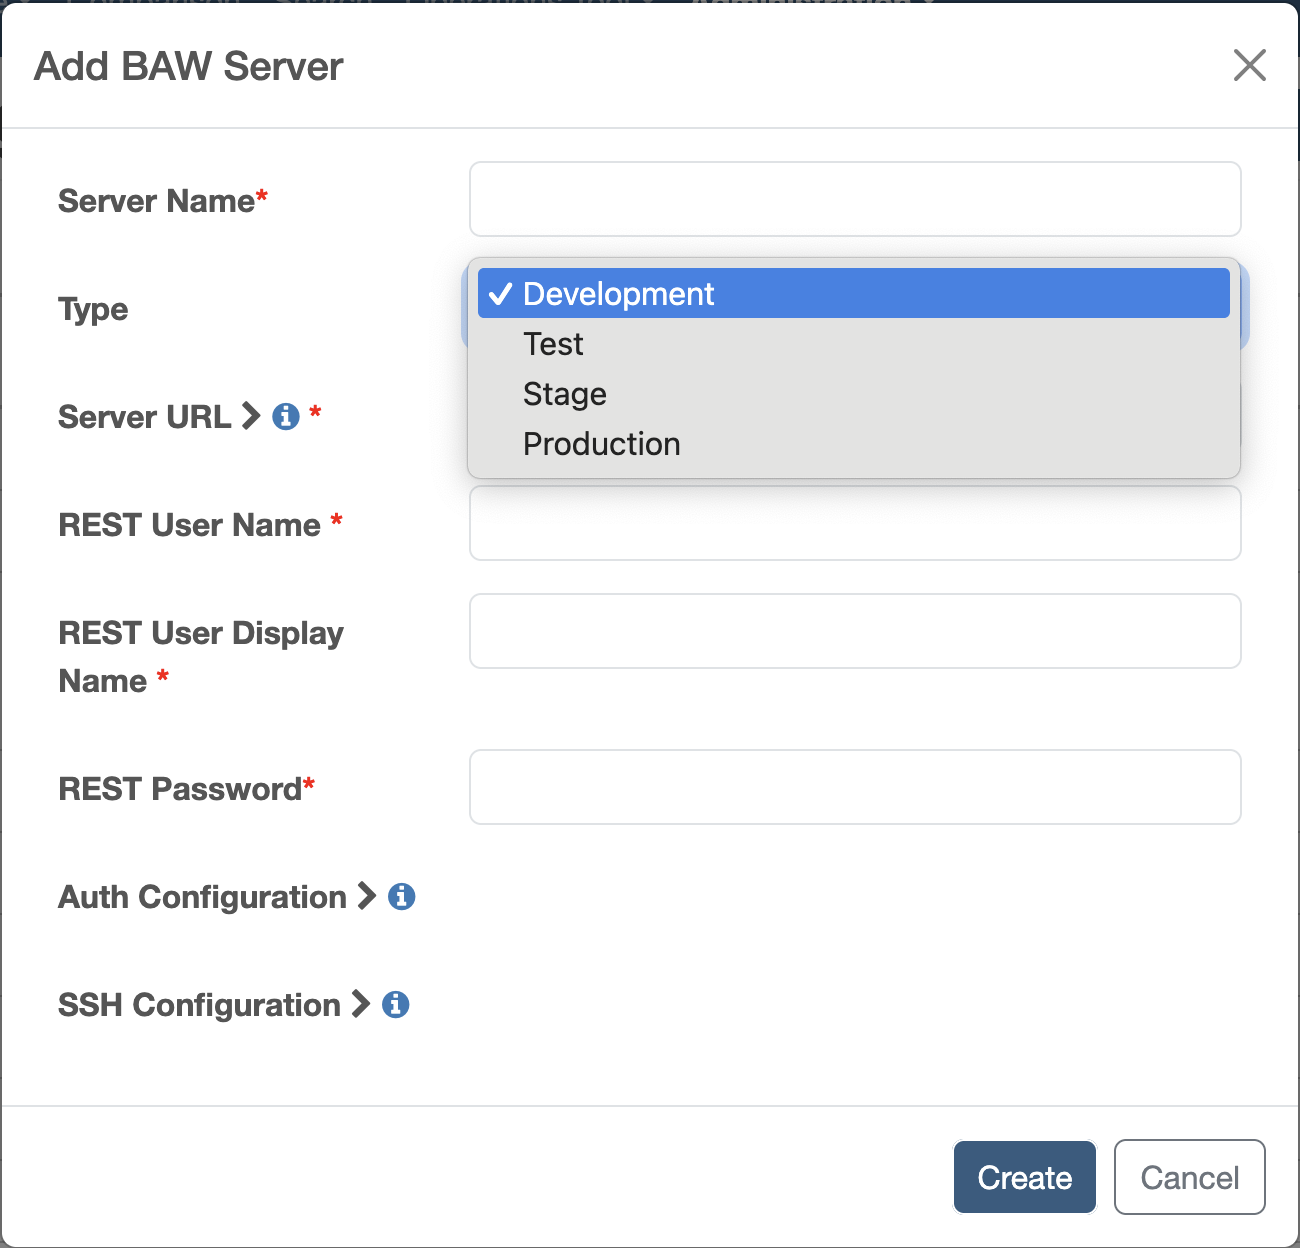 Administration
Add BAW Server
Server Name*
Development
Type
Test
Stage
Server URL *
Production
REST User Name *
REST User Display
Name *
REST Password*
Auth Configuration
SSH Configuration
Create Cancel